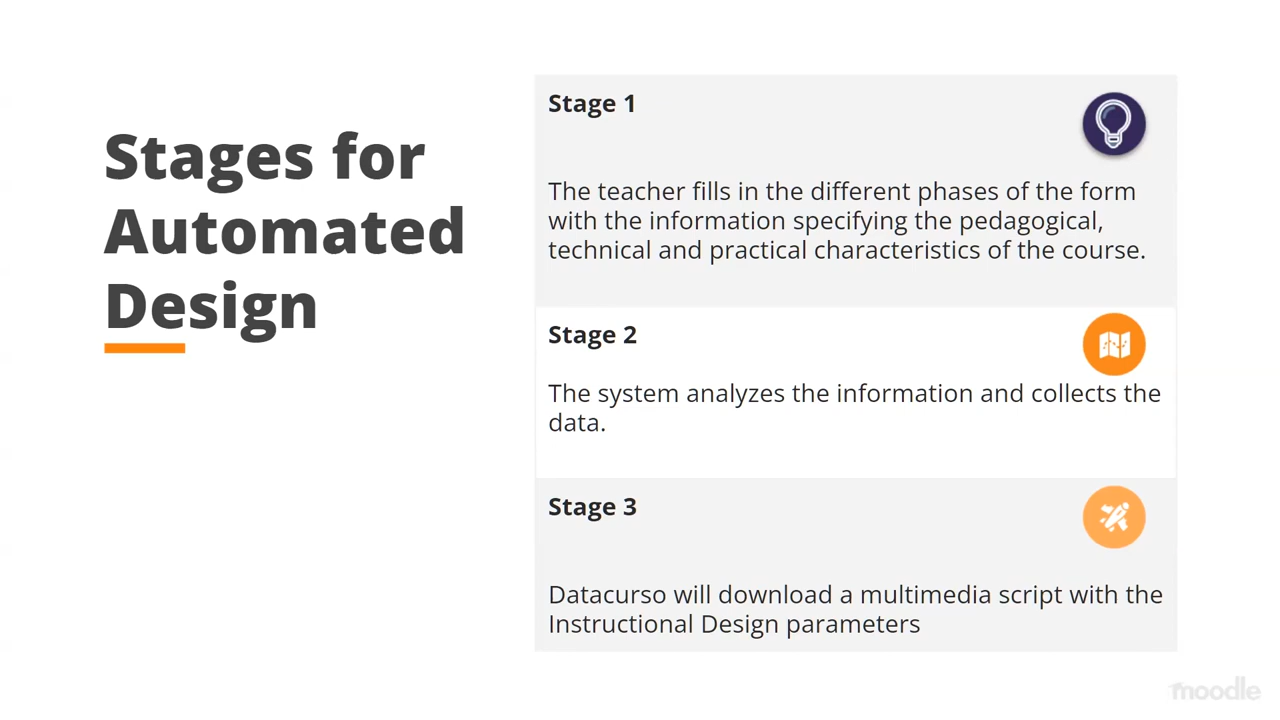 Stages for
Automated
Design
Stage 1
The teacher fills in the different phases of the form
with the information specifying the pedagogical,
technical and practical characteristics of the course.
Stage 2
The system analyzes the information and collects the
data.
Stage 3
Datacurso will download a multimedia script with the
Instructional Design parameters
moodle